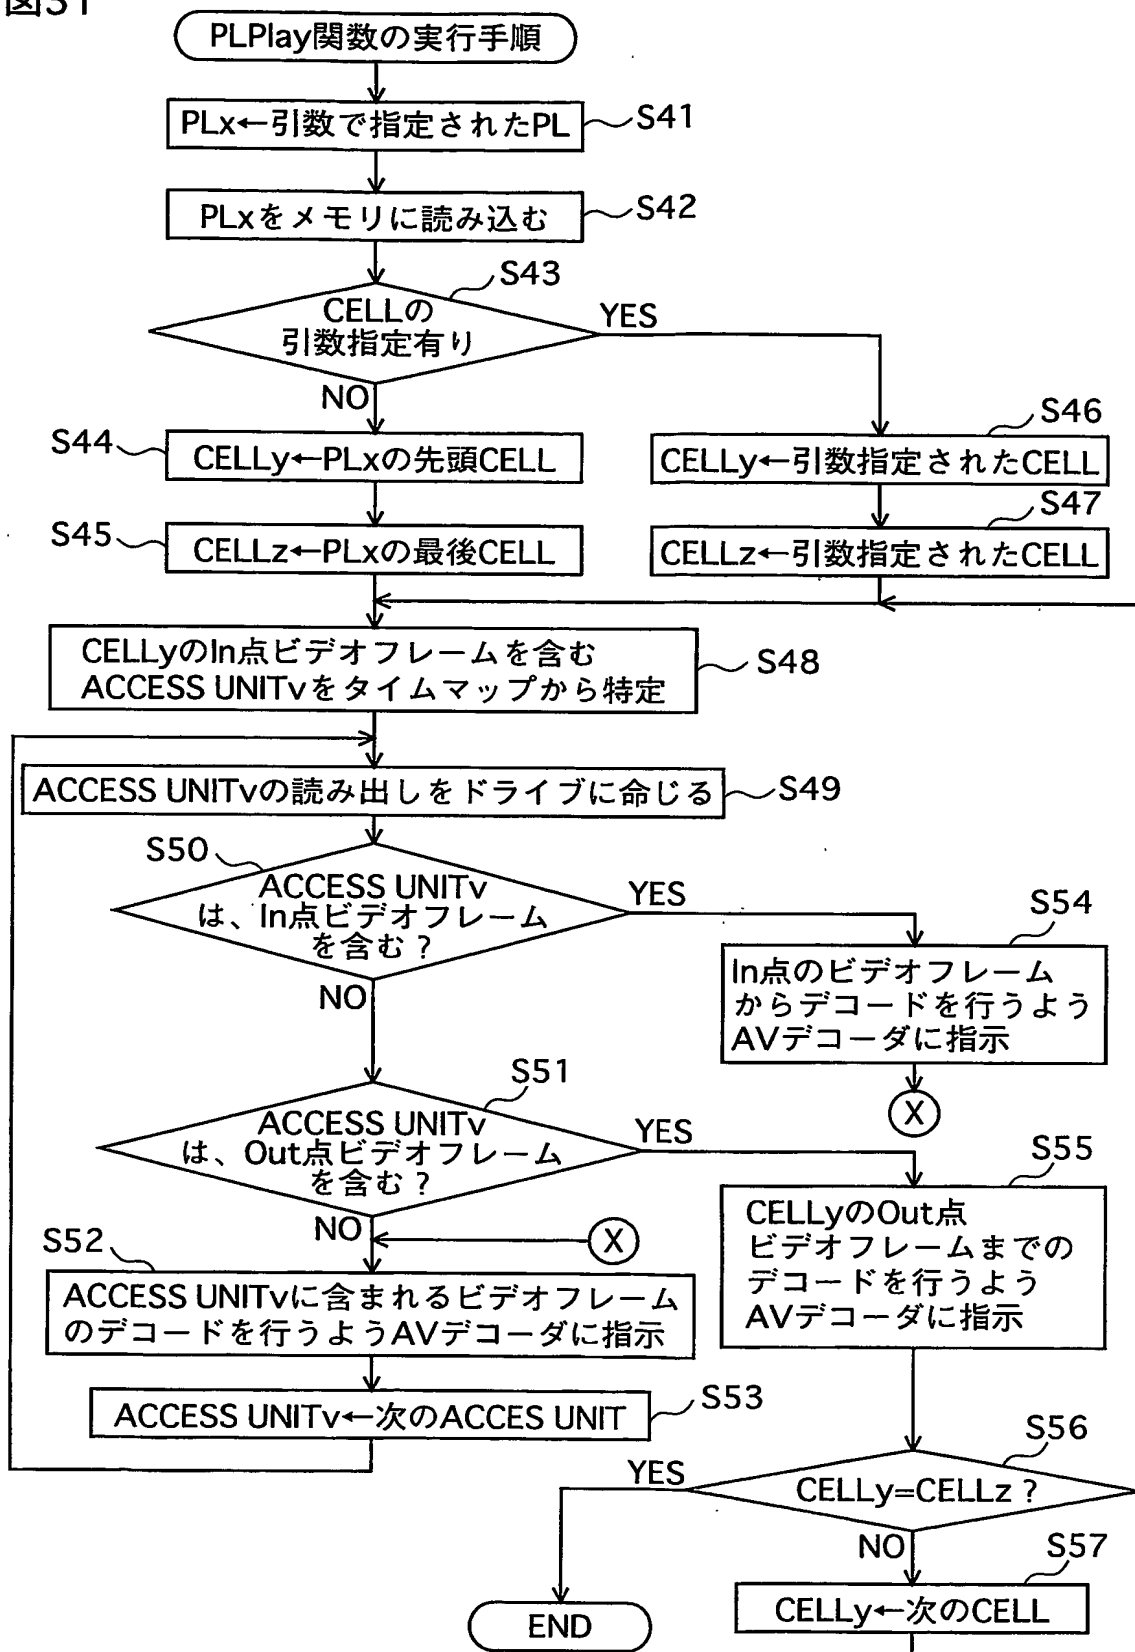 図31
PLPlay関数の実行手順
PLx←引数で指定されたPL
S41
PLxをメモリに読み込む
S42
S43
CELLの
引数指定有り
YES
NO
S44
CELLy←PLxの先頭CELL
S46
CELLy←引数指定されたCELL
S45
CELLz←PLxの最後CELL
S47
CELLz←引数指定されたCELL
CELLyのIn点ビデオフレームを含む
ACCESS UNITvをタイムマップから特定
S48
ACCESS UNITvの読み出しをドライブに命じる
S49
S50
ACCESS UNITv
は、In点ビデオフレーム
を含む?
YES
NO
S54
In点のビデオフレーム
からデコードを行うよう
AVデコーダに指示
X
S51
ACCESS UNITv
は、Out点ビデオフレーム
を含む?
YES
NO
X
S55
CELLyのOut点
ビデオフレームまでの
デコードを行うよう
AVデコーダに指示
S52
ACCESS UNITvに含まれるビデオフレーム
のデコードを行うようAVデコーダに指示
ACCESS UNITv←次のACCES UNIT
S53
S56
CELLy=CELLz?
YES
NO
S57
CELLy←次のCELL
END